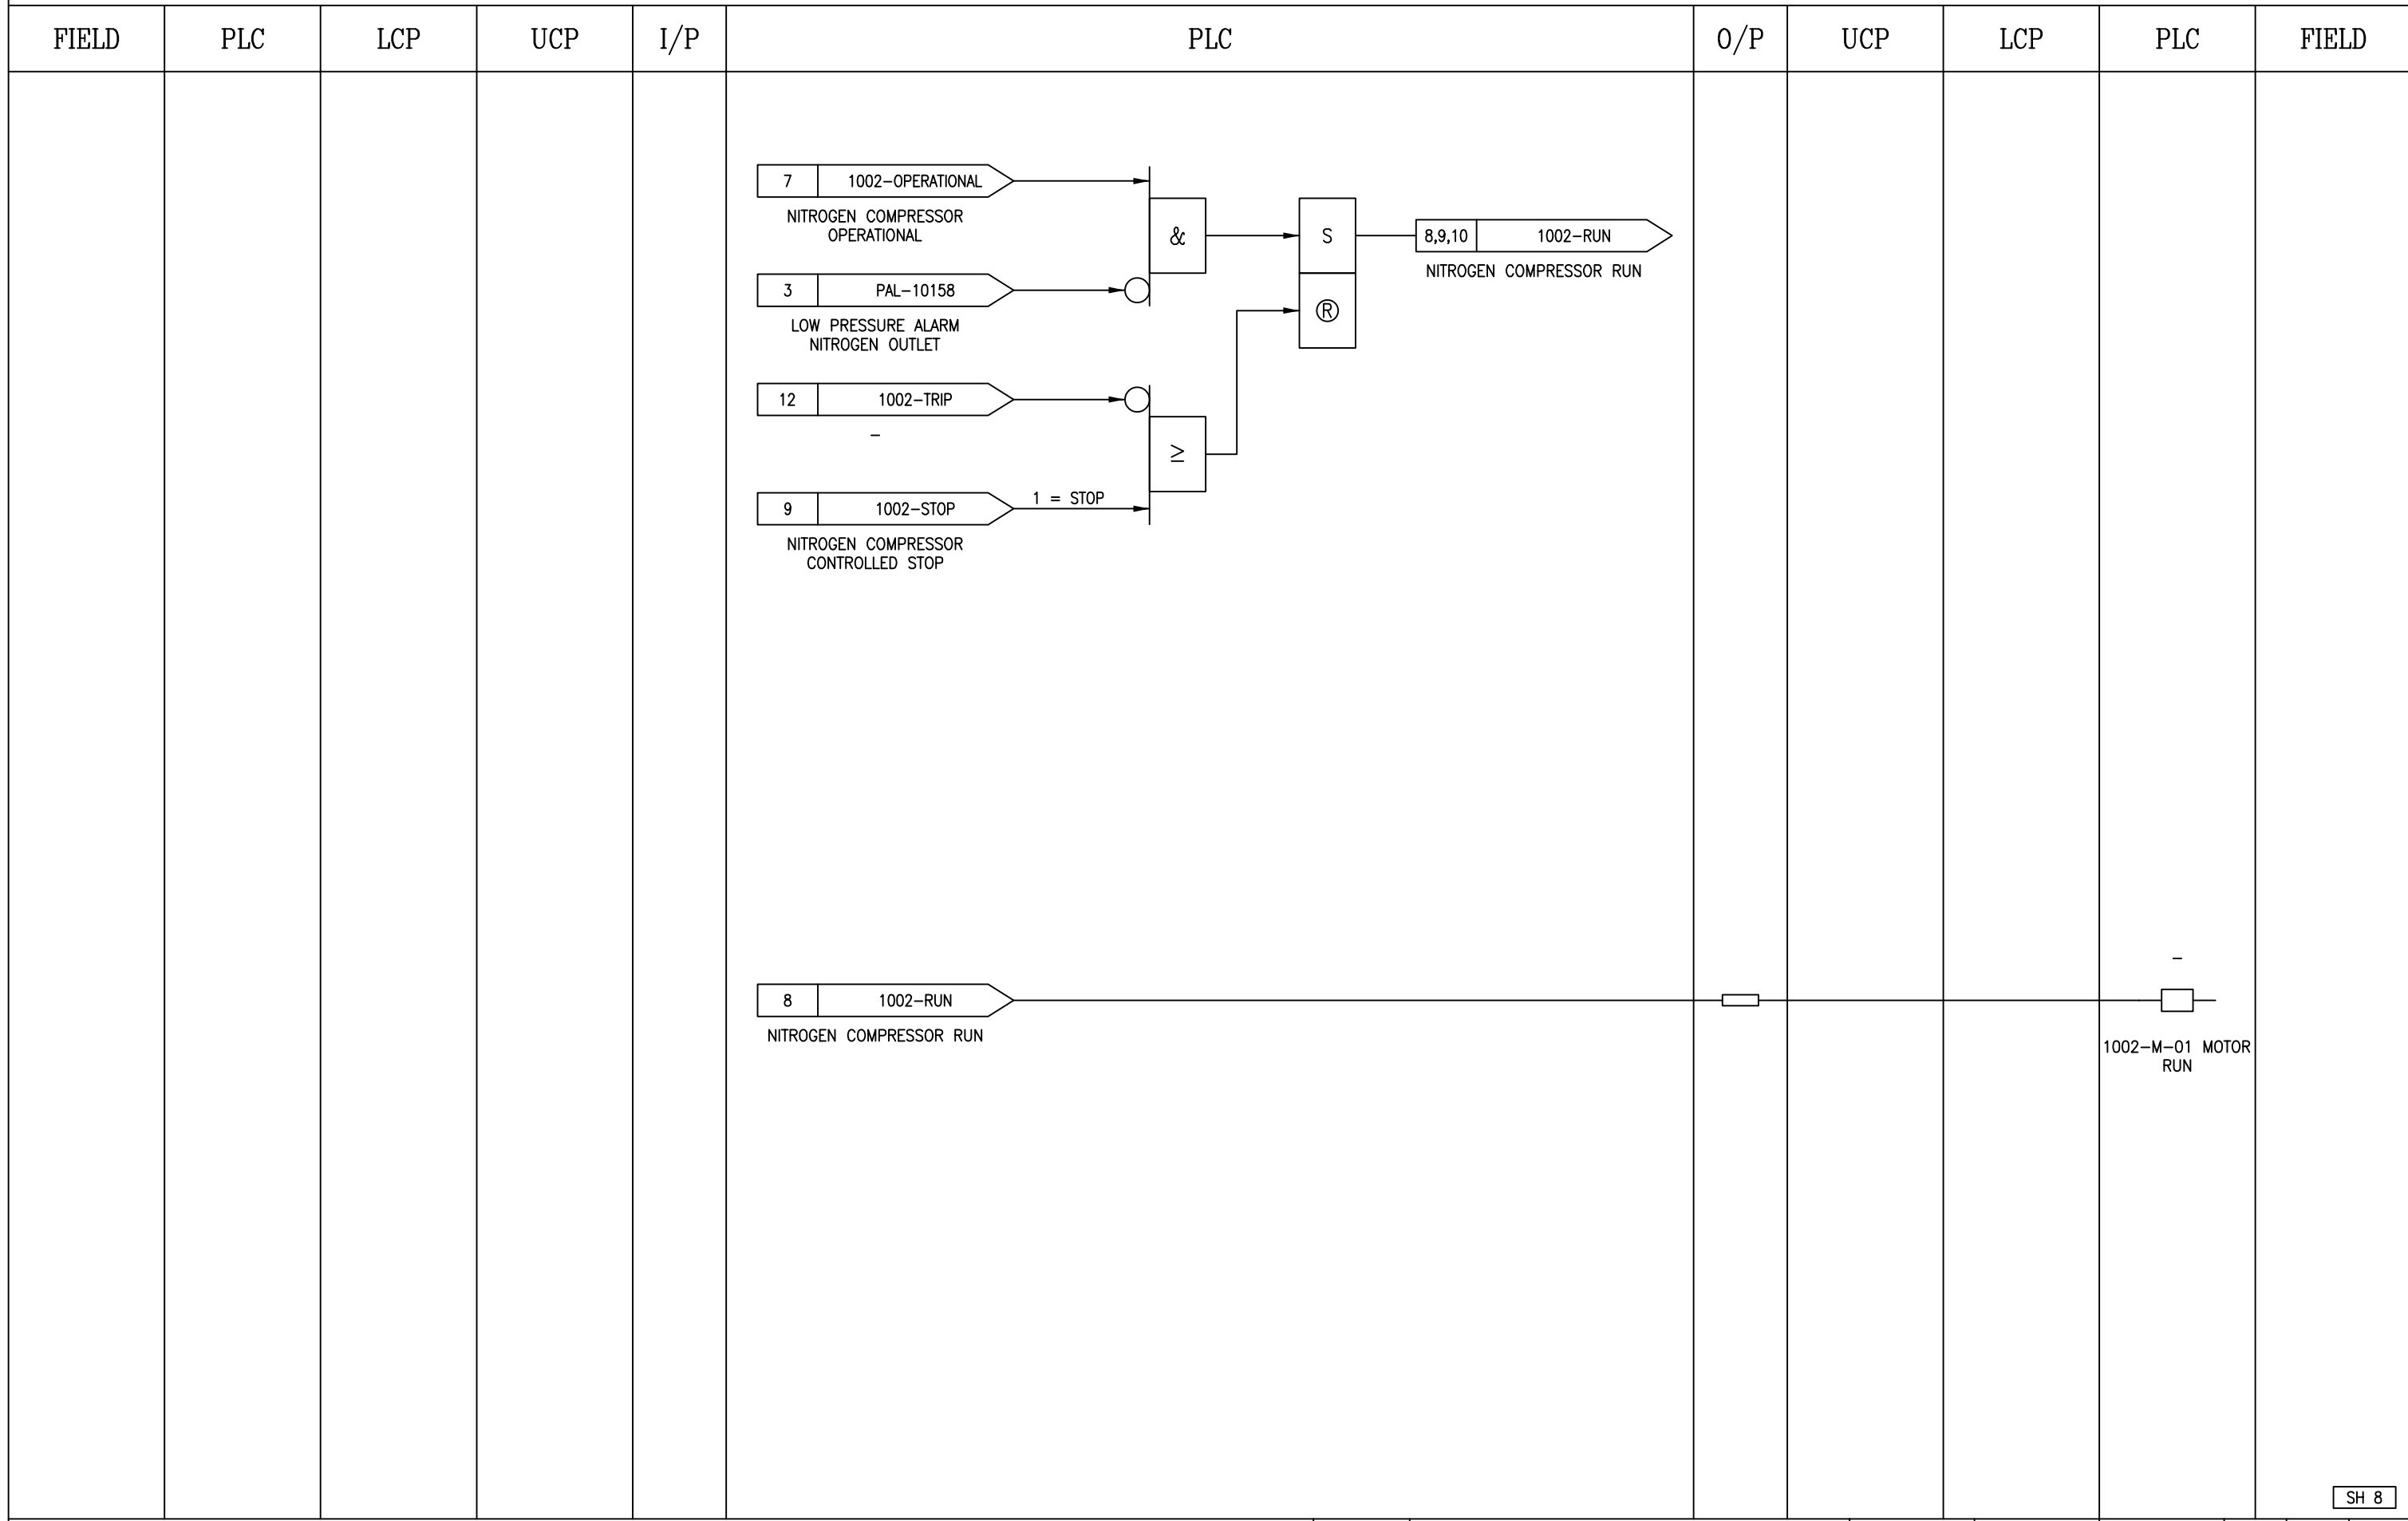 FIELD PLC LCP UCP I/P PLC O/P UCP LCP PLC FIELD
7 1002-OPERATIONAL
NITROGEN COMPRESSOR
OPERATIONAL
&
S
8,9,10 1002-RUN
NITROGEN COMPRESSOR RUN
3 PAL-10158
LOW PRESSURE ALARM
NITROGEN OUTLET
R
12 1002-TRIP
-
≥
9 1002-STOP
1 = STOP
NITROGEN COMPRESSOR
CONTROLLED STOP
-
8 1002-RUN
NITROGEN COMPRESSOR RUN
1002-M-01 MOTOR
RUN
SH 8